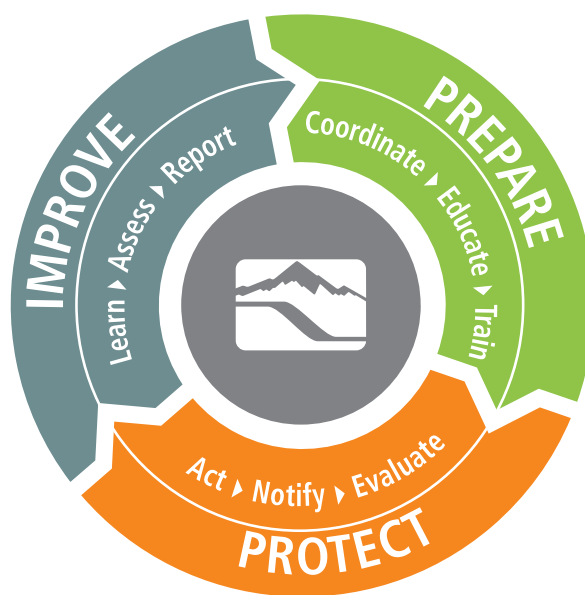 PREPARE
Coordinate ▸ Educate ▸ Train
PROTECT
Act ▸ Notify ▸ Evaluate
IMPROVE
Learn ▸ Assess ▸ Report